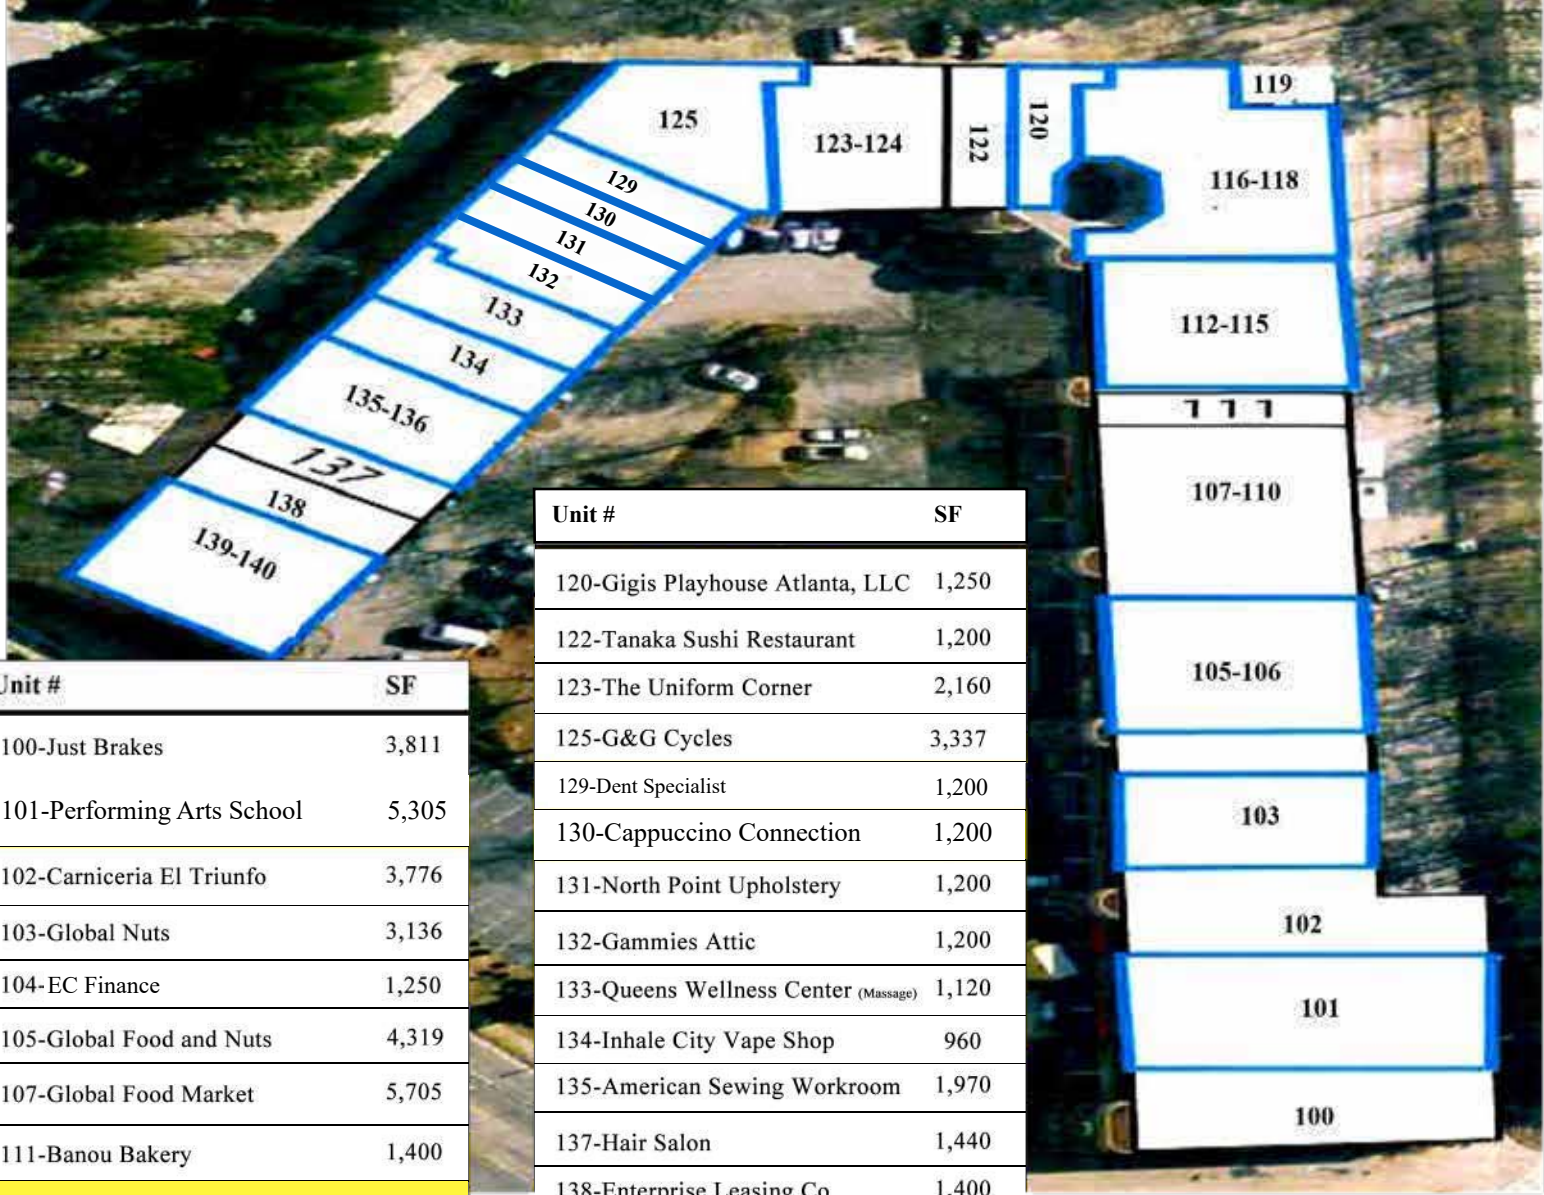 119
125
120
123-124
122
129
116-118
130
131
132
133
112-115
134
135-136
111
137
107-110
138
139-140
105-106
103
102
101
100
Unit # SF
120-Gigis Playhouse Atlanta, LLC 1,250
122-Tanaka Sushi Restaurant 1,200
123-The Uniform Corner 2,160
125-G&G Cycles 3,337
129-Dent Specialist 1,200
130-Cappuccino Connection 1,200
131-North Point Upholstery 1,200
132-Gammies Attic 1,200
133-Queens Wellness Center (Massage) 1,120
134-Inhale City Vape Shop 960
135-American Sewing Workroom 1,970
137-Hair Salon 1,440
138-Enterprise Leasing Co 1,400
Unit # SF
100-Just Brakes 3,811
101-Performing Arts School 5,305
102-Carniceria El Triunfo 3,776
103-Global Nuts 3,136
104-EC Finance 1,250
105-Global Food and Nuts 4,319
107-Global Food Market 5,705
111-Banou Bakery 1,400